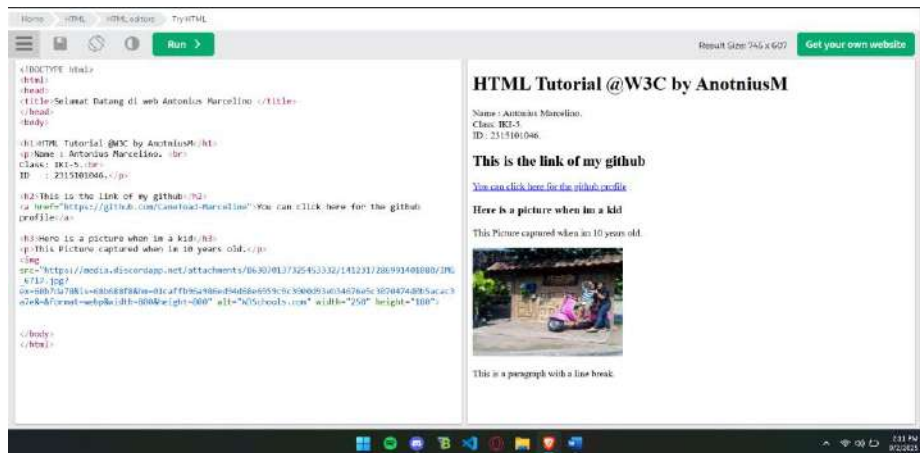 Home HTML HTML editors Try HTML
Run >
Result Size: 746 x 607
Get your own website
<!DOCTYPE html>
<html>
<head>
<title>Selamat Datang di web Antonius Marcelino </title>
</head>
<body>
<h1>HTML Tutorial @W3C by AnotniusM</h1>
<p>Name : Antonius Marcelino. <br>
Class: IKI-5.<br>
ID : 2315101046.</p>
<h2>This is the link of my github</h2>
<a href="https://github.com/Canetoad-Marceline">You can click here for the github
profile</a>
<h3>Here is a picture when im a kid</h3>
<p>This Picture captured when im 10 years old.</p>
<img
alt="W3Schools.com" width="250" height="180">
</body>
</html>
HTML Tutorial @W3C by AnotniusM
Name : Antonius Marcelino.
Class: IKI-5.
ID : 2315101046.
This is the link of my github
You can click here for the github profile
Here is a picture when im a kid
This Picture captured when im 10 years old.
This is a paragraph with a line break.
9/2/2025